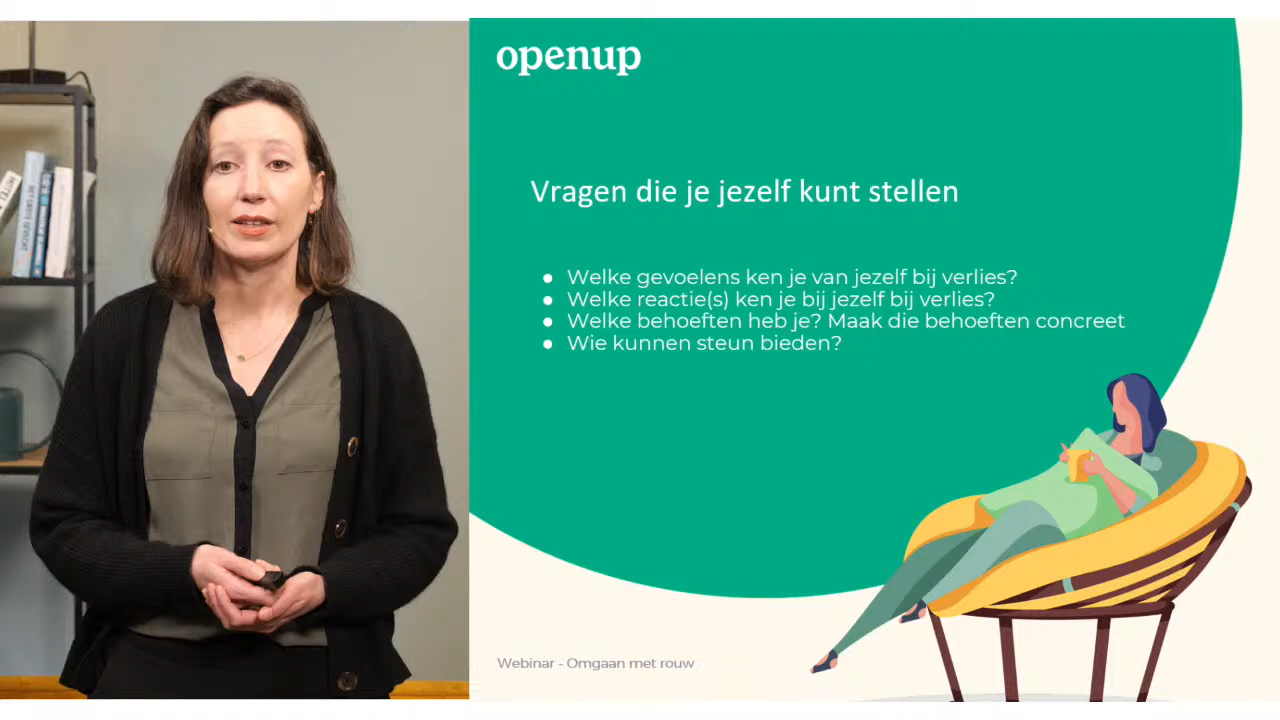 openup
Vragen die je jezelf kunt stellen
● Welke gevoelens ken je van jezelf bij verlies?
● Welke reactie(s) ken je bij jezelf bij verlies?
● Welke behoeften heb je? Maak die behoeften concreet
● Wie kunnen steun bieden?
Webinar - Omgaan met rouw